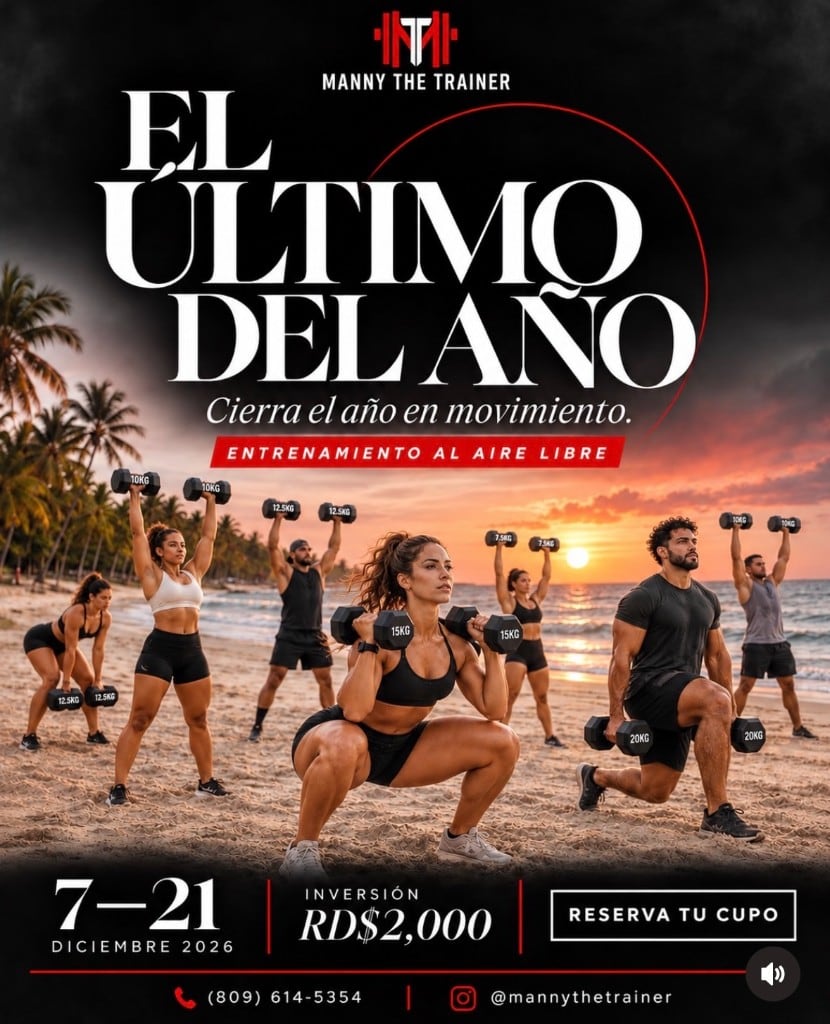 MANNY THE TRAINER
EL
ÚLTIMO
DEL AÑO
Cierra el año en movimiento.
ENTRENAMIENTO AL AIRE LIBRE
10KG
10KG
12.5KG
12.5KG
7.5KG
7.5KG
10KG
10KG
15KG
15KG
12.5KG
12.5KG
20KG
20KG
7—21
DICIEMBRE 2026
INVERSIÓN
RD$2,000
RESERVA TU CUPO
(809) 614-5354
@mannythetrainer